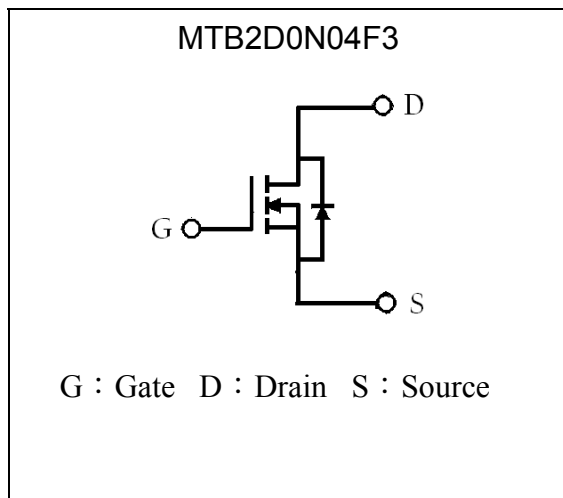 MTB2D0N04F3
D
G
S
G：Gate D：Drain S：Source